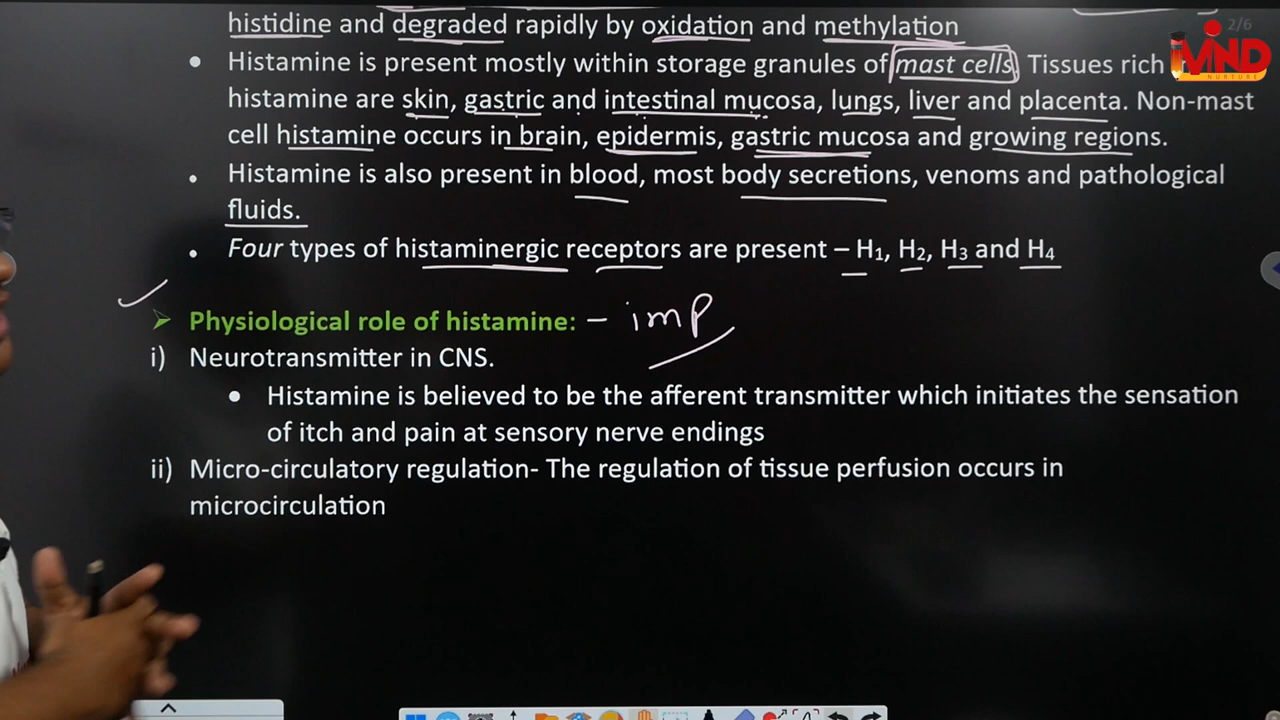 histidine and degraded rapidly by oxidation and methylation
2/6
MND
NURTURE
• Histamine is present mostly within storage granules of mast cells. Tissues rich
histamine are skin, gastric and intestinal mucosa, lungs, liver and placenta. Non-mast
cell histamine occurs in brain, epidermis, gastric mucosa and growing regions.
• Histamine is also present in blood, most body secretions, venoms and pathological
fluids.
• Four types of histaminergic receptors are present – H₁, H₂, H₃ and H₄
➢ Physiological role of histamine: – imp
i) Neurotransmitter in CNS.
• Histamine is believed to be the afferent transmitter which initiates the sensation
of itch and pain at sensory nerve endings
ii) Micro-circulatory regulation- The regulation of tissue perfusion occurs in
microcirculation